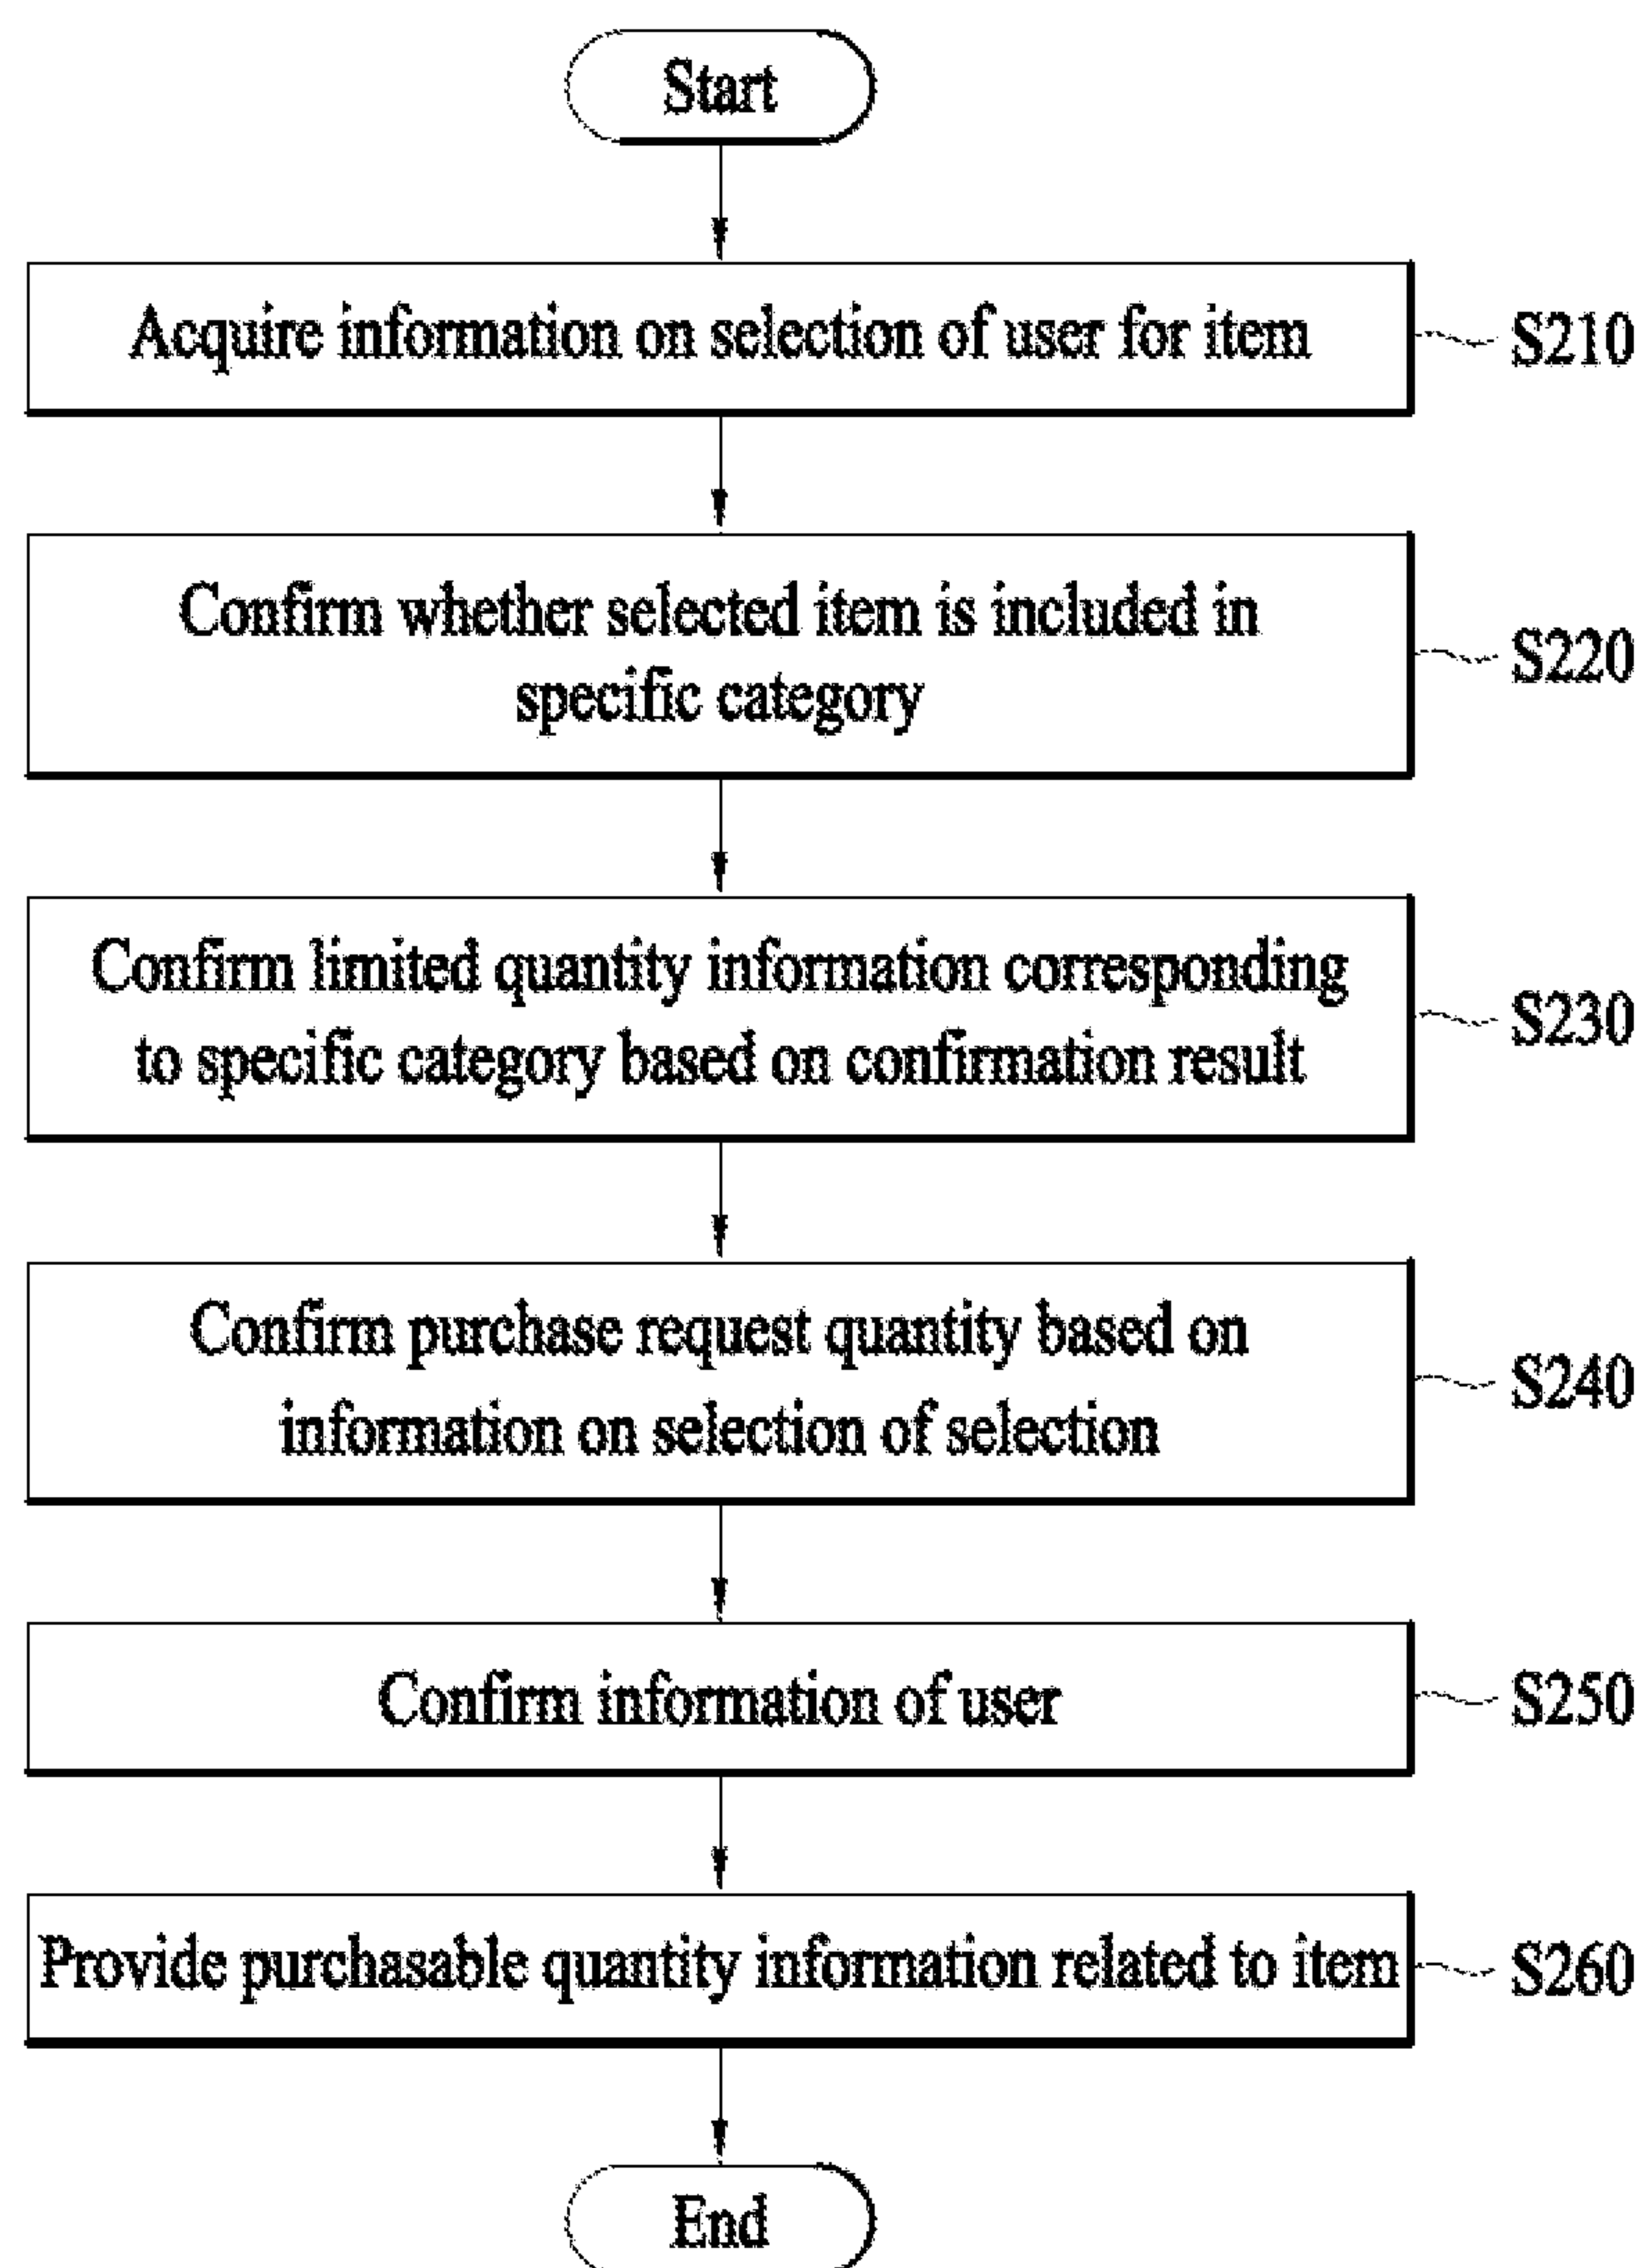 Start
Acquire information on selection of user for item
S210
Confirm whether selected item is included in
specific category
S220
Confirm limited quantity information corresponding
to specific category based on confirmation result
S230
Confirm purchase request quantity based on
information on selection of selection
S240
Confirm information of user
S250
Provide purchasable quantity information related to item
S260
End